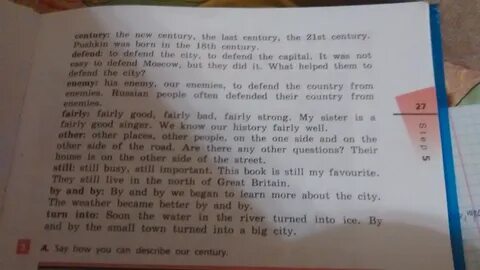 century: the new century, the last century, the 21st century.
Pushkin was born in the 18th century.
defend: to defend the city, to defend the capital. It was not
easy to defend Moscow, but they did it. What helped them to
defend the city?
enemy: his enemy, our enemies, to defend the country from
enemies. Russian people often defended their country from
enemies.
fairly: fairly good, fairly bad, fairly strong. My sister is a
fairly good singer. We know our history fairly well.
other: other places, other people, on the one side and on the
other side of the road. Are there any other questions? Their
home is on the other side of the street.
still: still busy, still important. This book is still my favourite.
They still live in the north of Great Britain.
by and by: By and by we began to learn more about the city.
The weather became better by and by.
turn into: Soon the water in the river turned into ice. By
and by the small town turned into a big city.
A. Say how you can describe our century.
27
Step 5